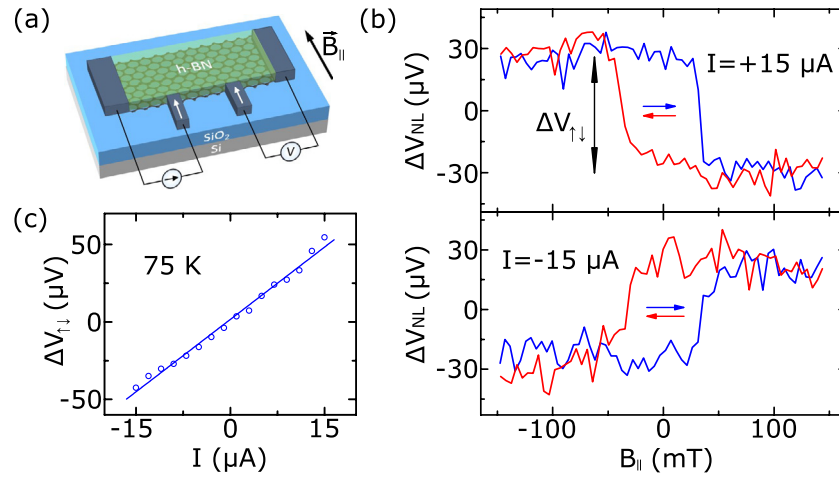 (a)
B||
h-BN
SiO2
Si
V
(b)
ΔVNL (µV)
30
0
-30
I=+15 µA
ΔV↑↓
ΔVNL (µV)
30
0
-30
I=-15 µA
-100
0
100
B|| (mT)
(c)
ΔV↑↓ (µV)
50
0
-50
75 K
-15
0
15
I (µA)